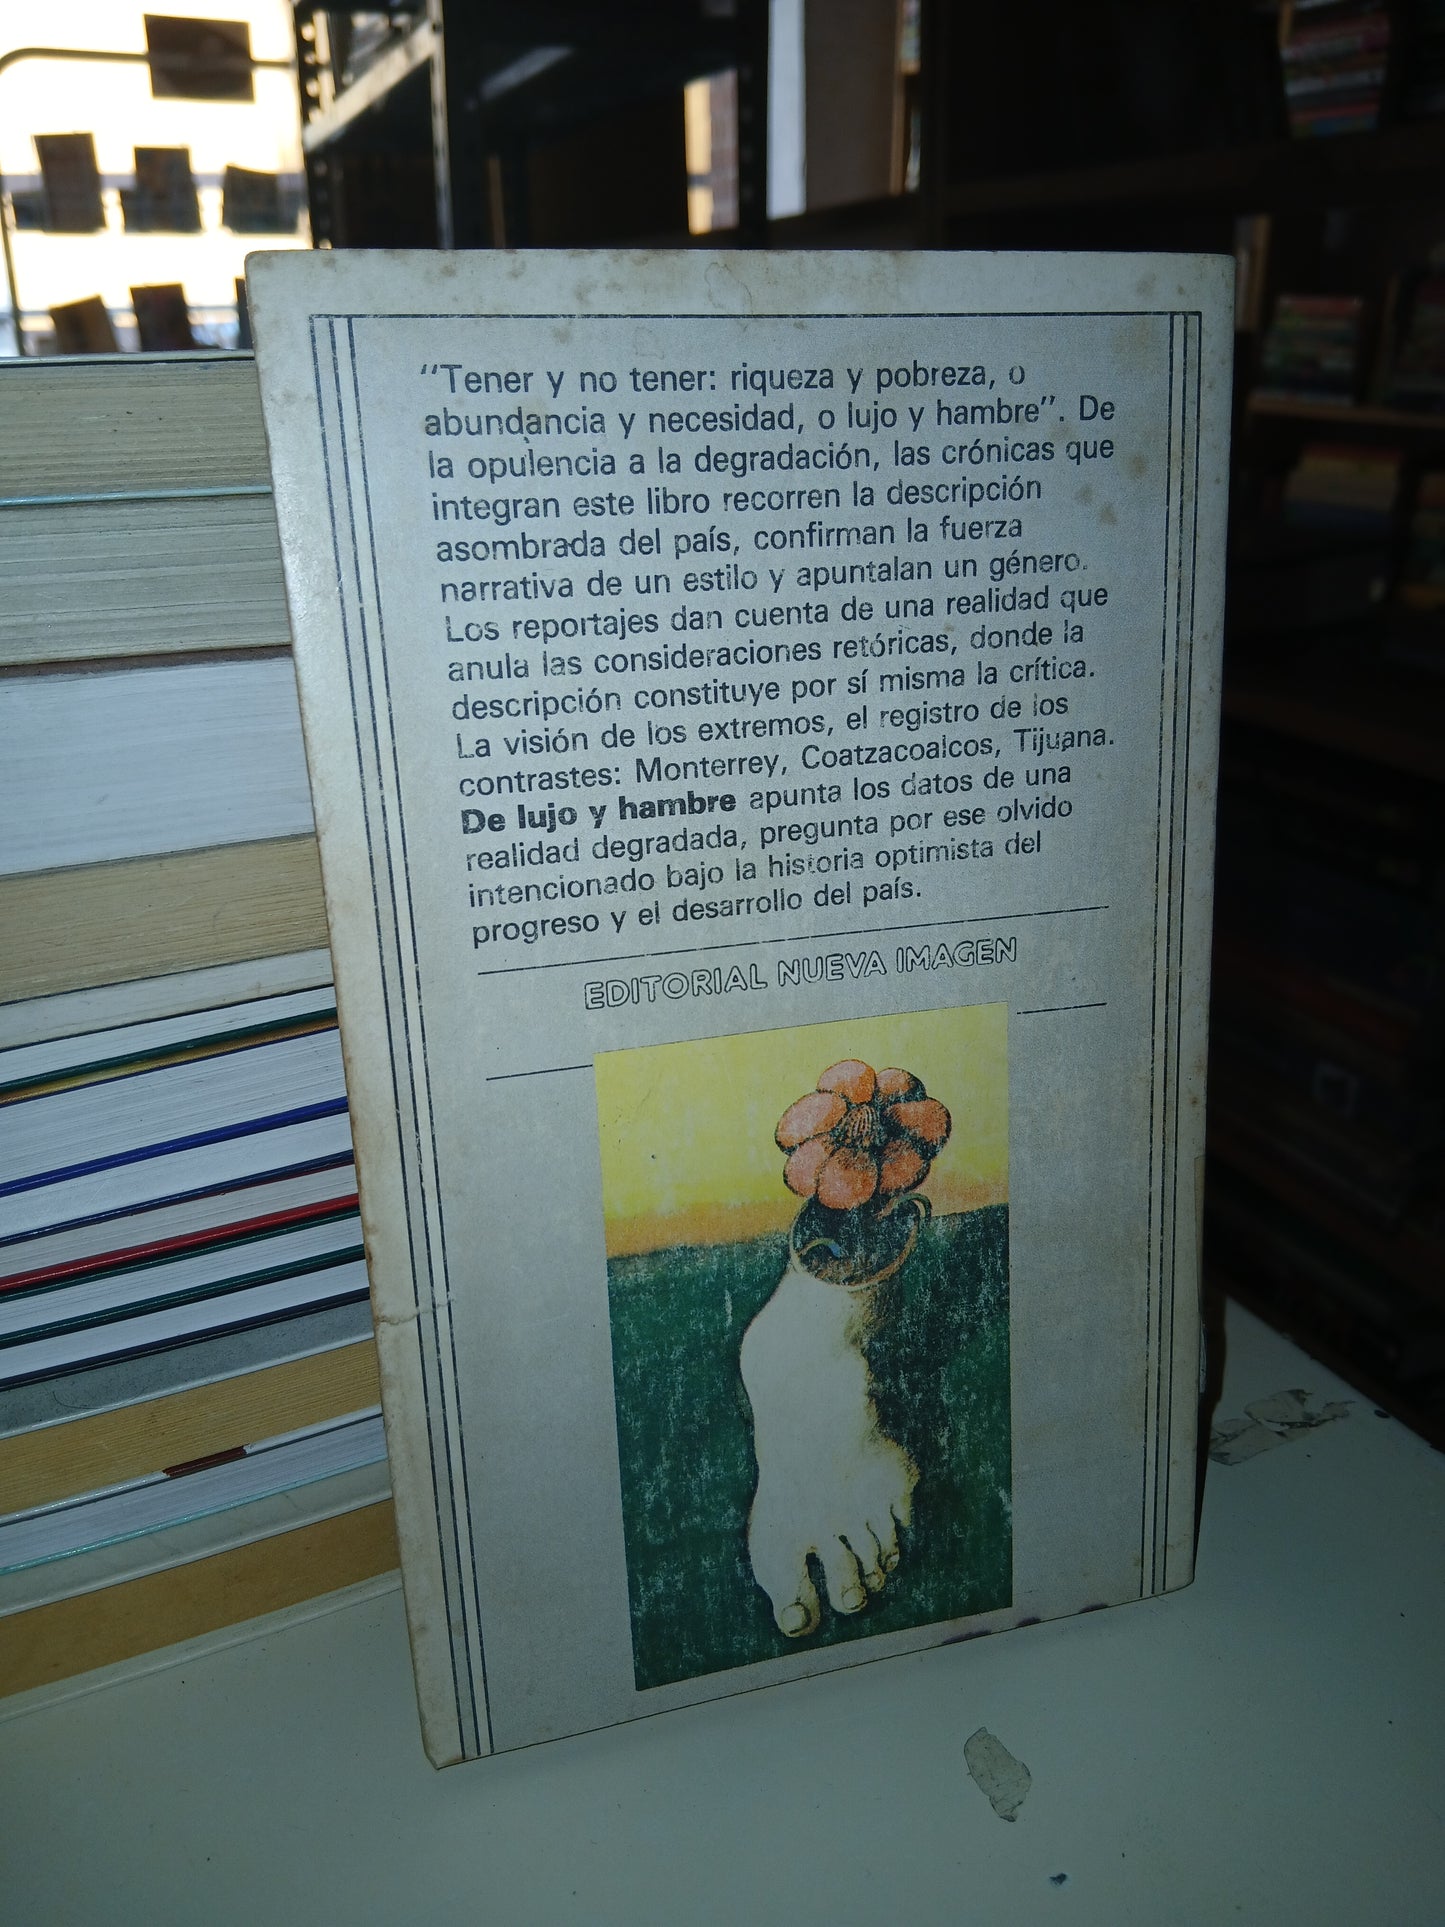 “Tener y no tener: riqueza y pobreza, o
abundancia y necesidad, o lujo y hambre”. De
la opulencia a la degradación, las crónicas que
integran este libro recorren la descripción
asombrada del país, confirman la fuerza
narrativa de un estilo y apuntalan un género.
Los reportajes dan cuenta de una realidad que
anula las consideraciones retóricas, donde la
descripción constituye por sí misma la crítica.
La visión de los extremos, el registro de los
contrastes: Monterrey, Coatzacoalcos, Tijuana.
De lujo y hambre apunta los datos de una
realidad degradada, pregunta por ese olvido
intencionado bajo la historia optimista del
progreso y el desarrollo del país.
EDITORIAL NUEVA IMAGEN